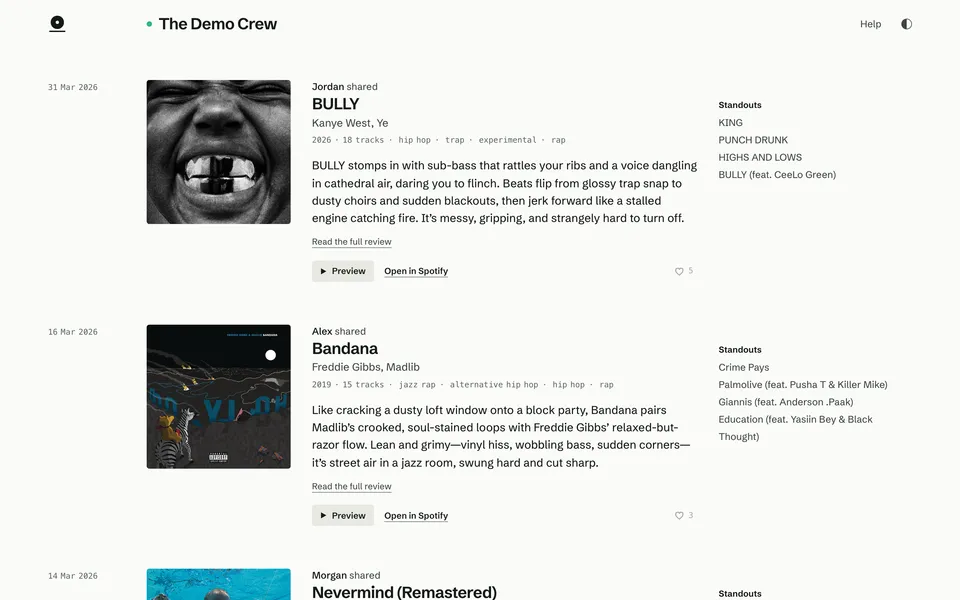 The Demo Crew
Help
31 Mar 2026
Jordan shared
BULLY
Kanye West, Ye
2026 · 18 tracks · hip hop · trap · experimental · rap
BULLY stomps in with sub-bass that rattles your ribs and a voice dangling
in cathedral air, daring you to flinch. Beats flip from glossy trap snap to
dusty choirs and sudden blackouts, then jerk forward like a stalled
engine catching fire. It’s messy, gripping, and strangely hard to turn off.
Read the full review
Preview
Open in Spotify
5
Standouts
KING
PUNCH DRUNK
HIGHS AND LOWS
BULLY (feat. CeeLo Green)
16 Mar 2026
Alex shared
Bandana
Freddie Gibbs, Madlib
2019 · 15 tracks · jazz rap · alternative hip hop · hip hop · rap
Like cracking a dusty loft window onto a block party, Bandana pairs
Madlib’s crooked, soul-stained loops with Freddie Gibbs’ relaxed-but-
razor flow. Lean and grimy—vinyl hiss, wobbling bass, sudden corners—
it’s street air in a jazz room, swung hard and cut sharp.
Read the full review
Preview
Open in Spotify
3
Standouts
Crime Pays
Palmolive (feat. Pusha T & Killer Mike)
Giannis (feat. Anderson .Paak)
Education (feat. Yasiin Bey & Black
Thought)
14 Mar 2026
Morgan shared
Nevermind (Remastered)
Standouts